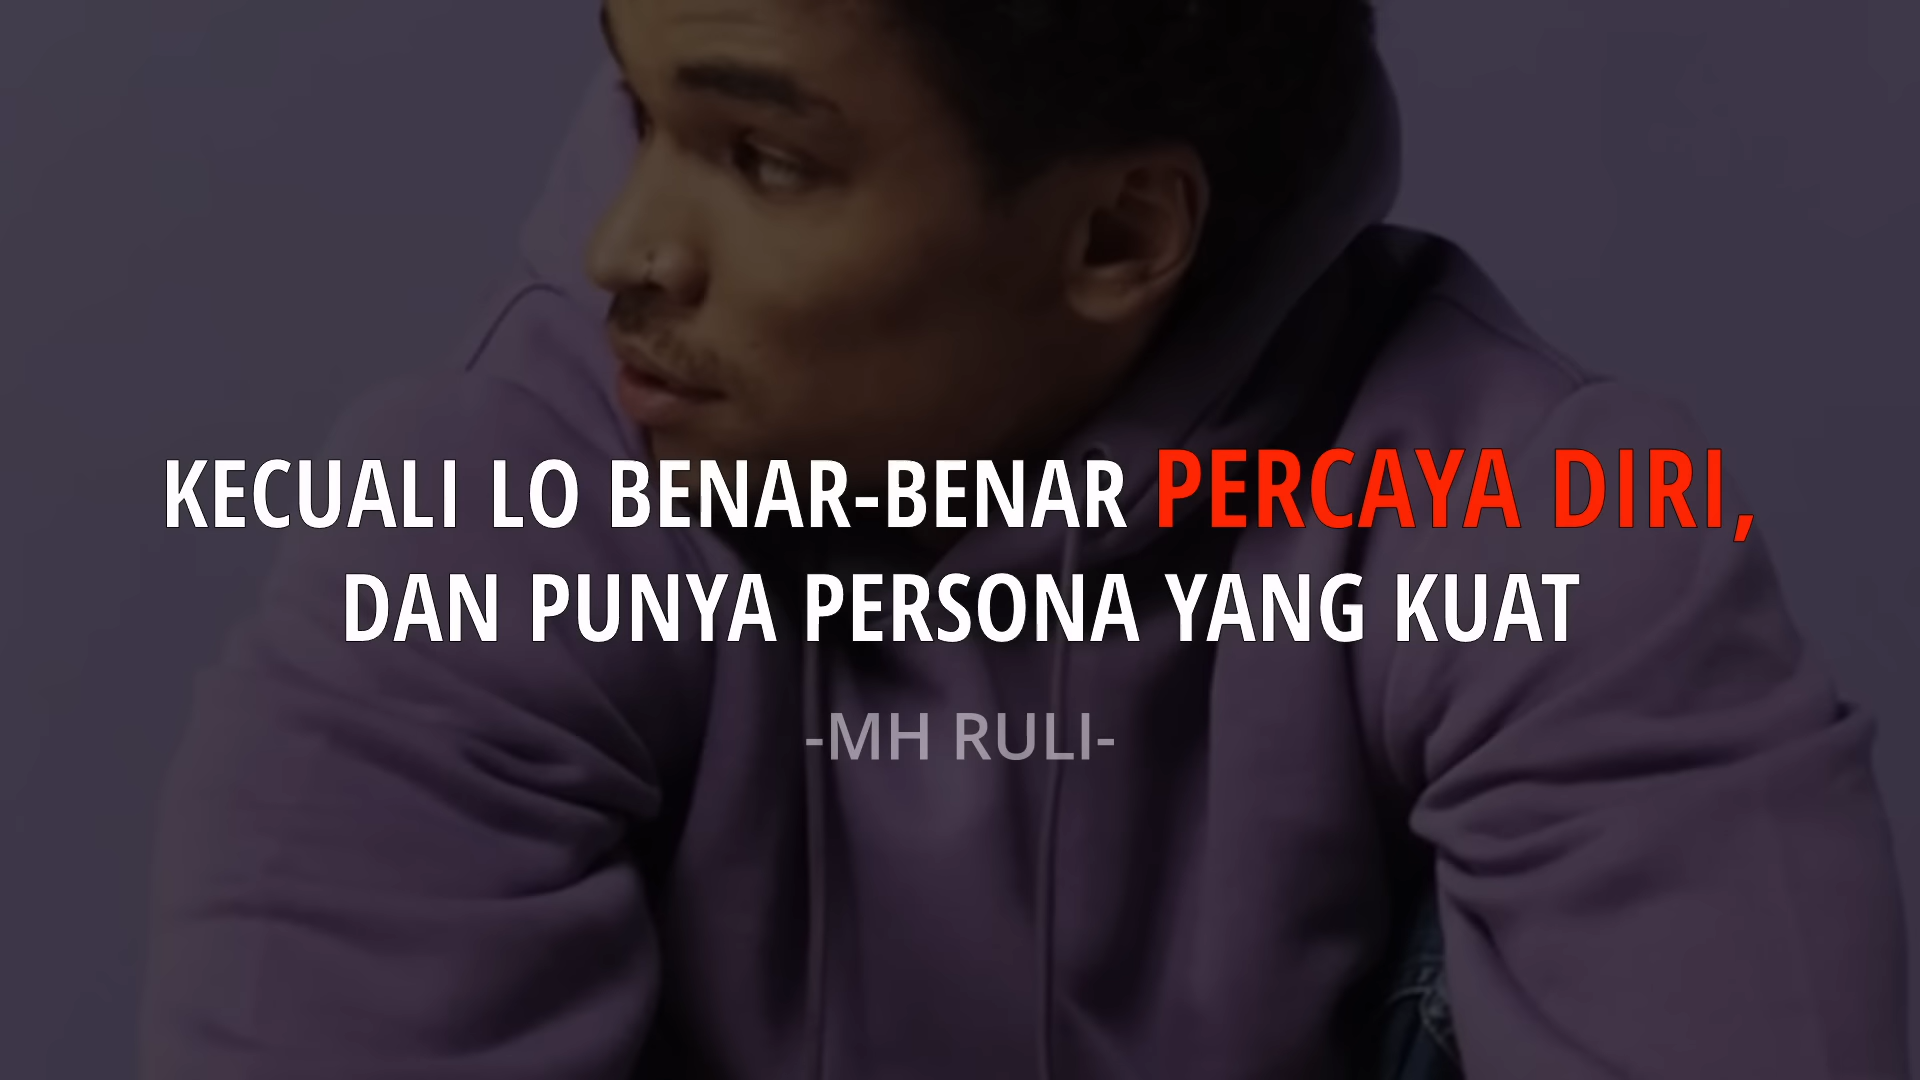 KECUALI LO BENAR-BENAR PERCAYA DIRI,
DAN PUNYA PERSONA YANG KUAT
-MH RULI-